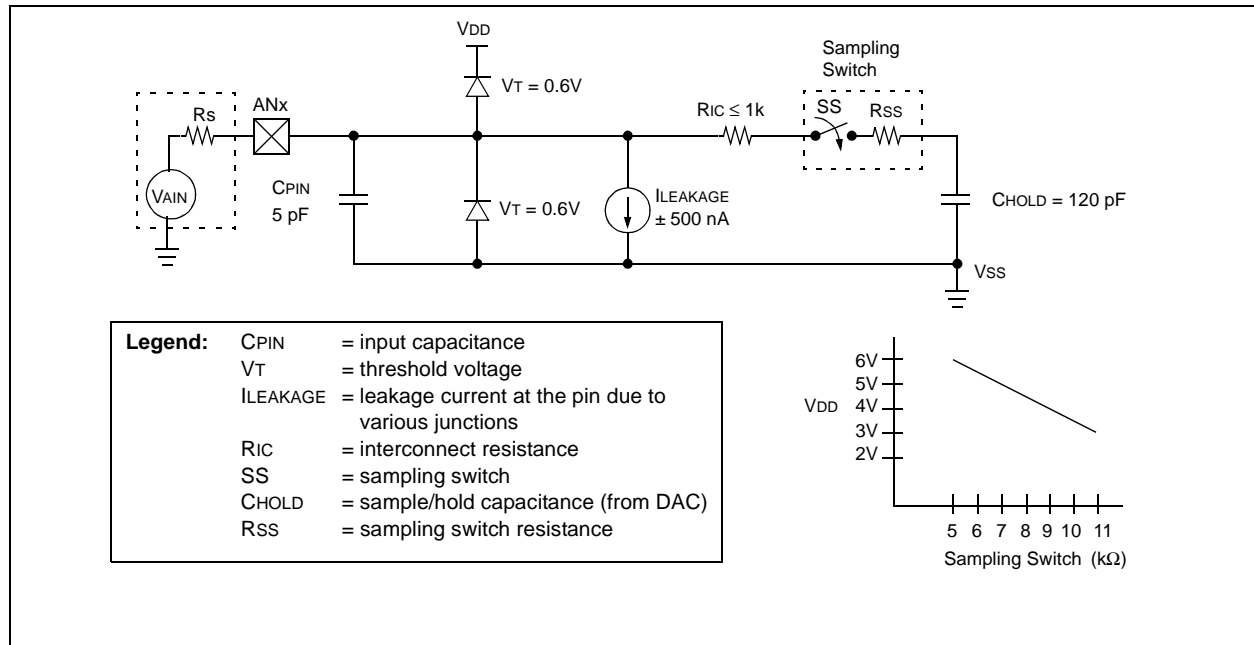 VDD
Sampling
Switch
VT = 0.6V
ANx
RS
RIC ≤ 1k
SS
RSS
VAIN
CPIN
5 pF
VT = 0.6V
ILEAKAGE
± 500 nA
CHOLD = 120 pF
VSS
Legend: CPIN = input capacitance
VT = threshold voltage
ILEAKAGE = leakage current at the pin due to
various junctions
RIC = interconnect resistance
SS = sampling switch
CHOLD = sample/hold capacitance (from DAC)
RSS = sampling switch resistance
6V
5V
VDD 4V
3V
2V
5 6 7 8 9 10 11
Sampling Switch (kΩ)